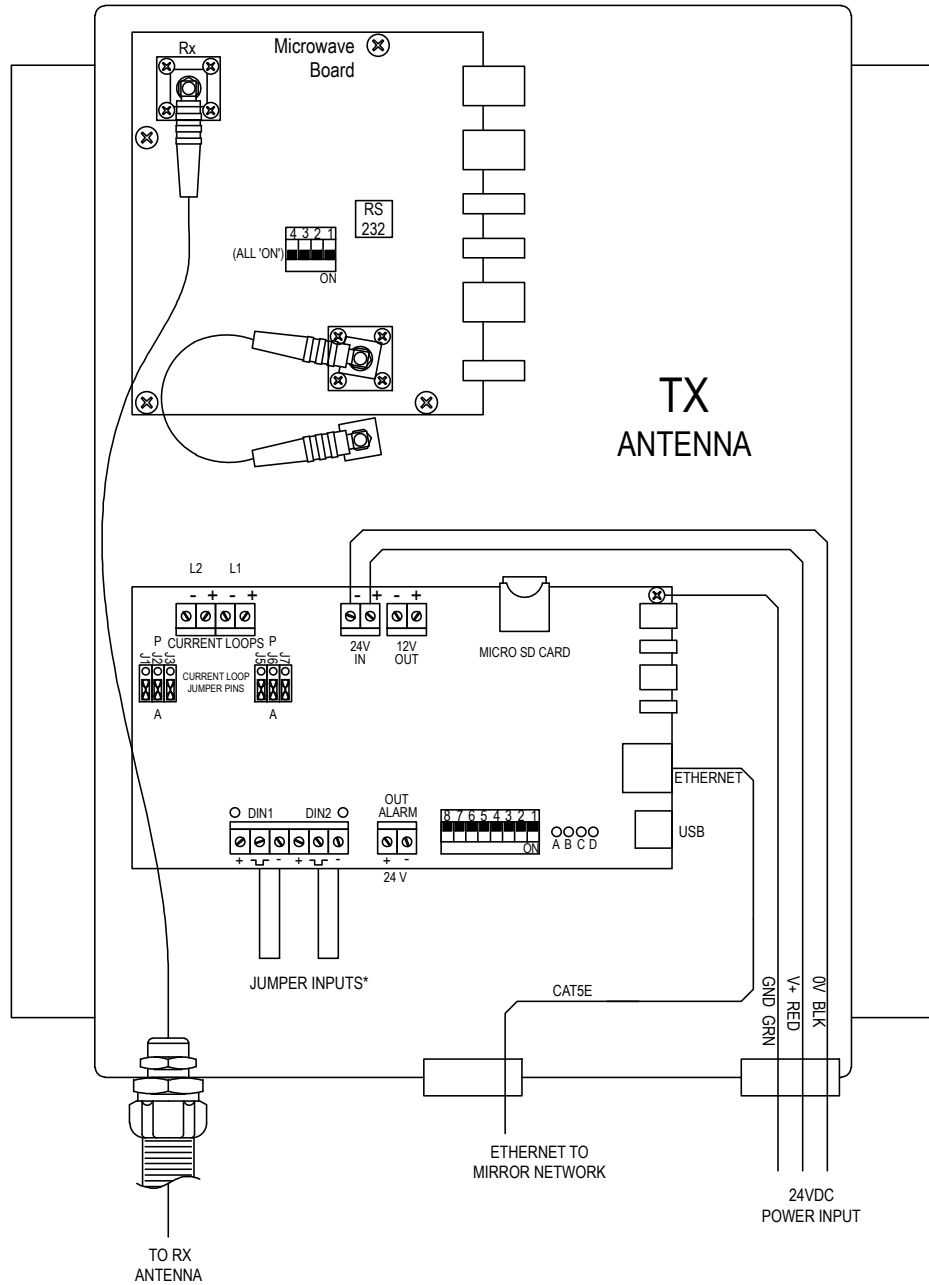 Rx
Microwave
Board
RS
232
4 3 2 1
(ALL 'ON')
ON
TX
ANTENNA
L2 L1
- + - +
- + - +
CURRENT LOOPS
24V
IN
12V
OUT
MICRO SD CARD
P P
J1 J2 J3
CURRENT LOOP
JUMPER PINS
J5 J6 J7
A A
ETHERNET
DIN1 DIN2
OUT
ALARM
8 7 6 5 4 3 2 1
ON
A B C D
USB
+ - + -
+ -
24 V
JUMPER INPUTS*
CAT5E
GND GRN
V+ RED
0V BLK
ETHERNET TO
MIRROR NETWORK
24VDC
POWER INPUT
TO RX
ANTENNA